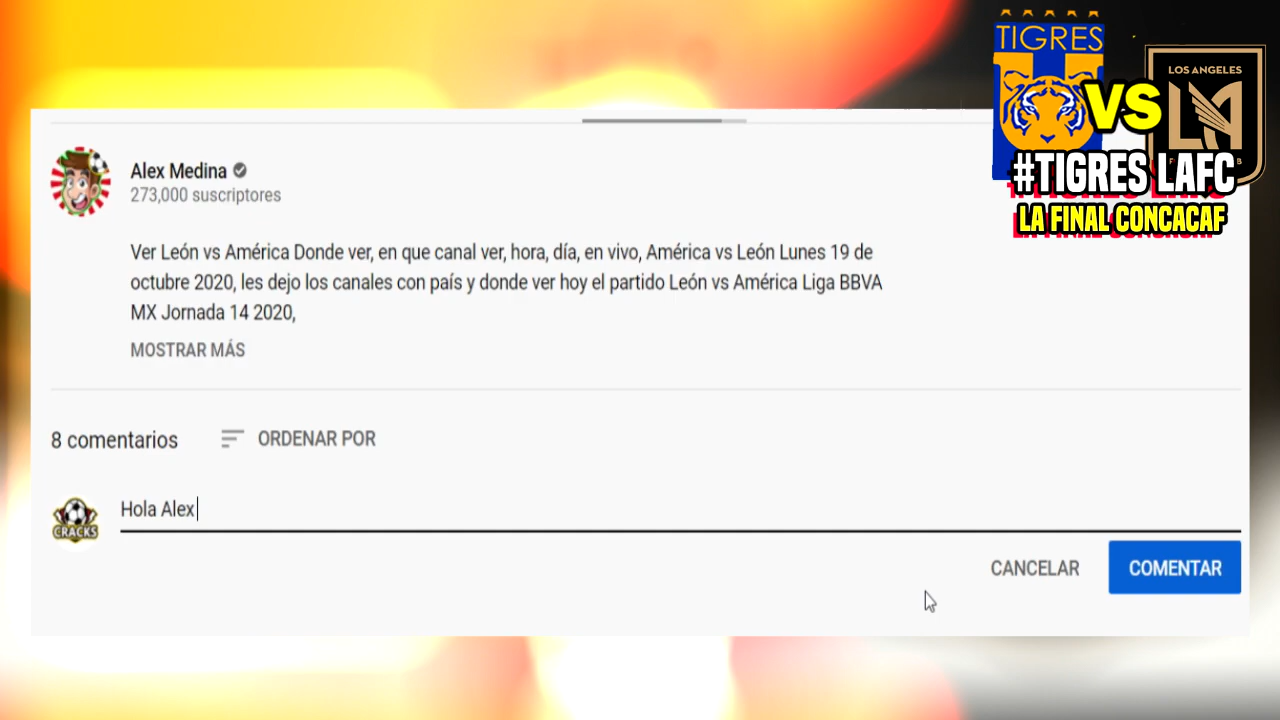 TIGRES
VS
LOS ANGELES
#TIGRES LAFC
LA FINAL CONCACAF
Alex Medina
273,000 suscriptores
Ver León vs América Donde ver, en que canal ver, hora, día, en vivo, América vs León Lunes 19 de
octubre 2020, les dejo los canales con país y donde ver hoy el partido León vs América Liga BBVA
MX Jornada 14 2020,
MOSTRAR MÁS
8 comentarios
ORDENAR POR
CRACKS
Hola Alex
CANCELAR
COMENTAR